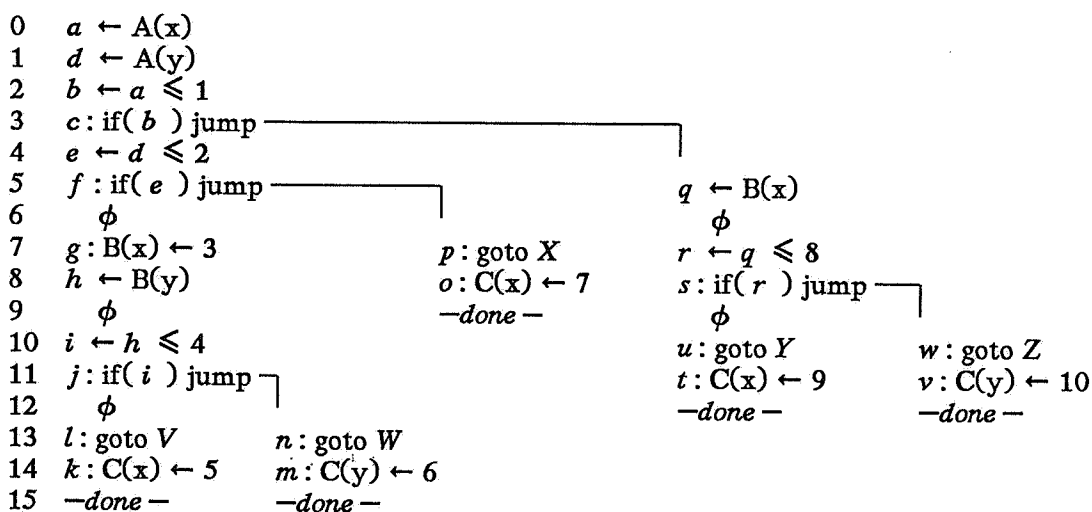 0 a ← A(x)
1 d ← A(y)
2 b ← a ⩽ 1
3 c : if( b ) jump
4 e ← d ⩽ 2
5 f : if( e ) jump q ← B(x)
6 ϕ ϕ
7 g : B(x) ← 3 p : goto X r ← q ⩽ 8
8 h ← B(y) o : C(x) ← 7 s : if( r ) jump
9 ϕ —done — ϕ
10 i ← h ⩽ 4 u : goto Y w : goto Z
11 j : if( i ) jump t : C(x) ← 9 v : C(y) ← 10
12 ϕ —done — —done —
13 l : goto V n : goto W
14 k : C(x) ← 5 m : C(y) ← 6
15 —done — —done —